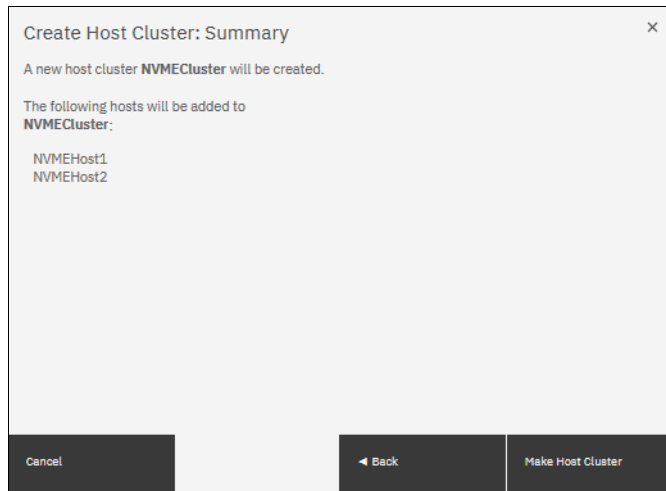 Create Host Cluster: Summary
A new host cluster NVMECluster will be created.
The following hosts will be added to
NVMECluster:
NVMEHost1
NVMEHost2
Cancel
Back
Make Host Cluster